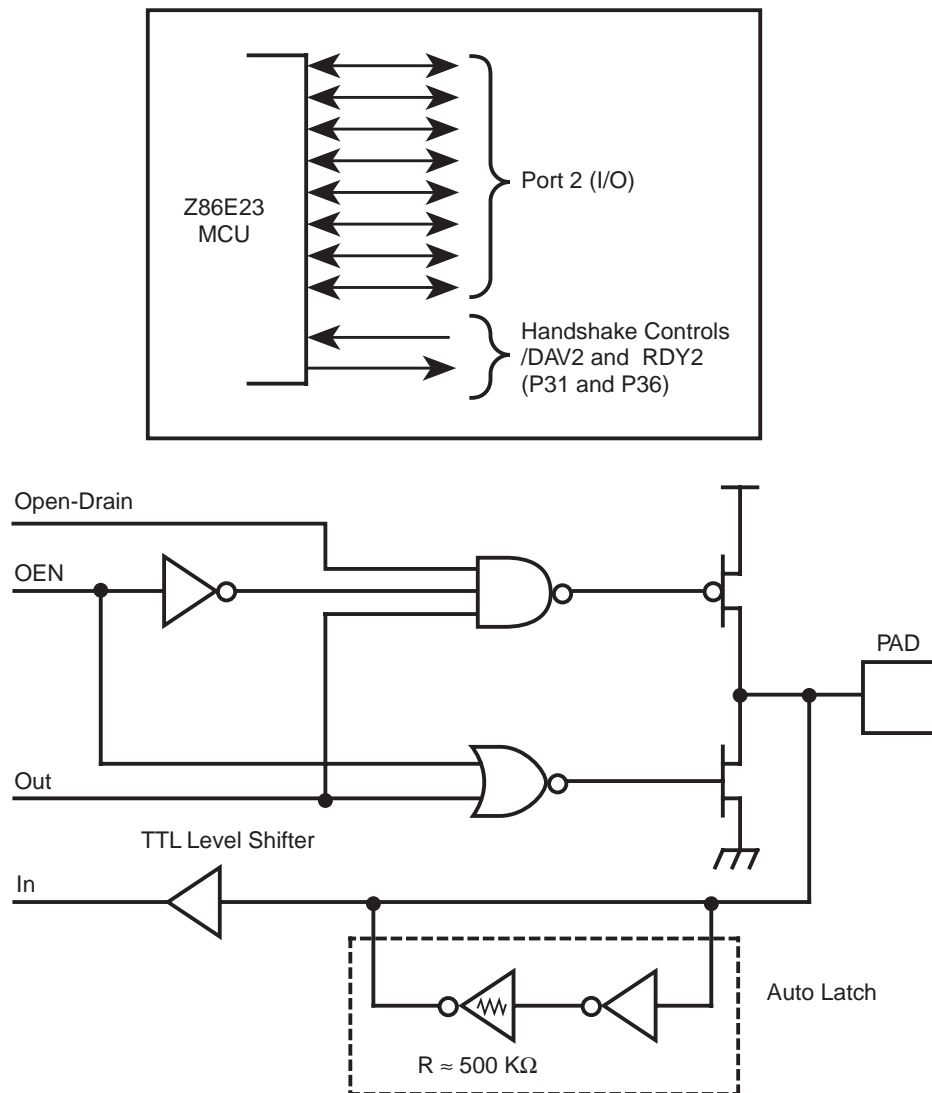 Z86E23
MCU
Port 2 (I/O)
Handshake Controls
/DAV2 and RDY2
(P31 and P36)
Open-Drain
OEN
PAD
Out
TTL Level Shifter
In
Auto Latch
R ≈ 500 KΩ